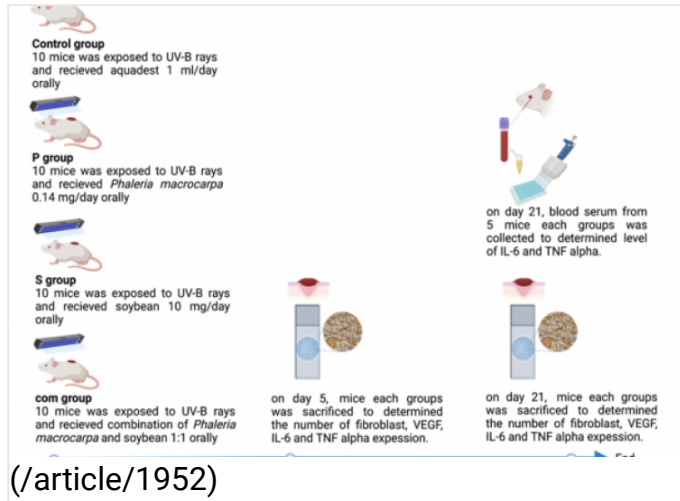 Control group
10 mice was exposed to UV-B rays
and recieved aquadest 1 ml/day
orally
P group
10 mice was exposed to UV-B rays
and recieved Phaleria macrocarpa
0.14 mg/day orally
S group
10 mice was exposed to UV-B rays
and recieved soybean 10 mg/day
orally
com group
10 mice was exposed to UV-B rays
and recieved combination of Phaleria
macrocarpa and soybean 1:1 orally
on day 5, mice each groups
was sacrificed to determined
the number of fibroblast, VEGF,
IL-6 and TNF alpha expession.
on day 21, blood serum from
5 mice each groups was
collected to determined level
of IL-6 and TNF alpha.
on day 21, mice each groups
was sacrificed to determined
the number of fibroblast, VEGF,
IL-6 and TNF alpha expession.
(/article/1952)